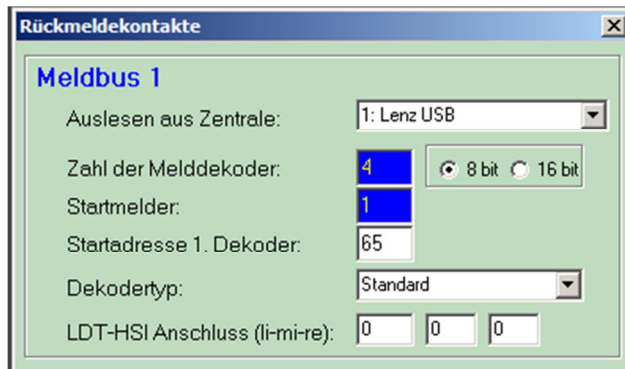 Rückmeldekontakte
Meldbus 1
Auslesen aus Zentrale: 1: Lenz USB
Zahl der Melddekoder: 4 8 bit 16 bit
Startmelder: 1
Startadresse 1. Dekoder: 65
Dekodertyp: Standard
LDT-HSI Anschluss (li-mi-re): 0 0 0